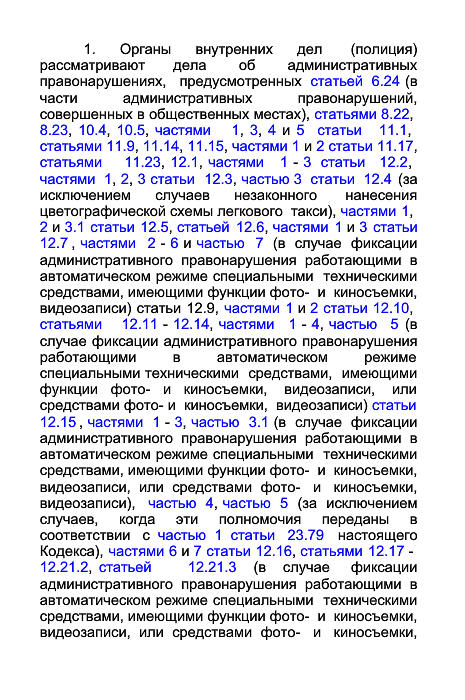 1. Органы внутренних дел (полиция)
рассматривают дела об административных
правонарушениях, предусмотренных статьей 6.24 (в
части административных правонарушений,
совершенных в общественных местах), статьями 8.22,
8.23, 10.4, 10.5, частями 1, 3, 4 и 5 статьи 11.1,
статьями 11.9, 11.14, 11.15, частями 1 и 2 статьи 11.17,
статьями 11.23, 12.1, частями 1 - 3 статьи 12.2,
частями 1, 2, 3 статьи 12.3, частью 3 статьи 12.4 (за
исключением случаев незаконного нанесения
цветографической схемы легкового такси), частями 1,
2 и 3.1 статьи 12.5, статьей 12.6, частями 1 и 3 статьи
12.7 , частями 2 - 6 и частью 7 (в случае фиксации
административного правонарушения работающими в
автоматическом режиме специальными техническими
средствами, имеющими функции фото- и киносъемки,
видеозаписи) статьи 12.9, частями 1 и 2 статьи 12.10,
статьями 12.11 - 12.14, частями 1 - 4, частью 5 (в
случае фиксации административного правонарушения
работающими в автоматическом режиме
специальными техническими средствами, имеющими
функции фото- и киносъемки, видеозаписи, или
средствами фото- и киносъемки, видеозаписи) статьи
12.15 , частями 1 - 3, частью 3.1 (в случае фиксации
административного правонарушения работающими в
автоматическом режиме специальными техническими
средствами, имеющими функции фото- и киносъемки,
видеозаписи, или средствами фото- и киносъемки,
видеозаписи), частью 4, частью 5 (за исключением
случаев, когда эти полномочия переданы в
соответствии с частью 1 статьи 23.79 настоящего
Кодекса), частями 6 и 7 статьи 12.16, статьями 12.17 -
12.21.2, статьей 12.21.3 (в случае фиксации
административного правонарушения работающими в
автоматическом режиме специальными техническими
средствами, имеющими функции фото- и киносъемки,
видеозаписи, или средствами фото- и киносъемки,